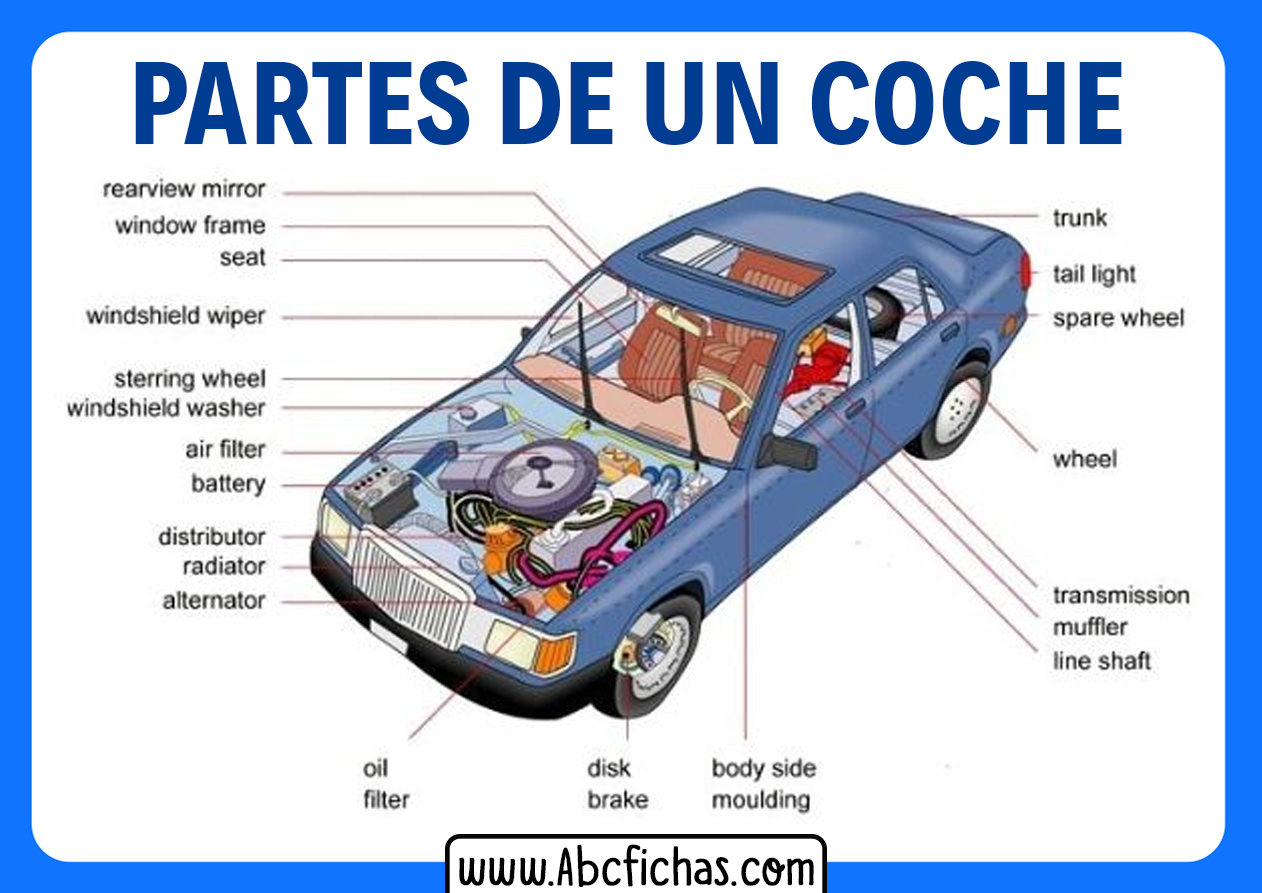 PARTES DE UN COCHE
rearview mirror
window frame
seat
windshield wiper
sterring wheel
windshield washer
air filter
battery
distributor
radiator
alternator
trunk
tail light
spare wheel
wheel
transmission
muffler
line shaft
oil
filter
disk
brake
body side
moulding
www.Abcfichas.com